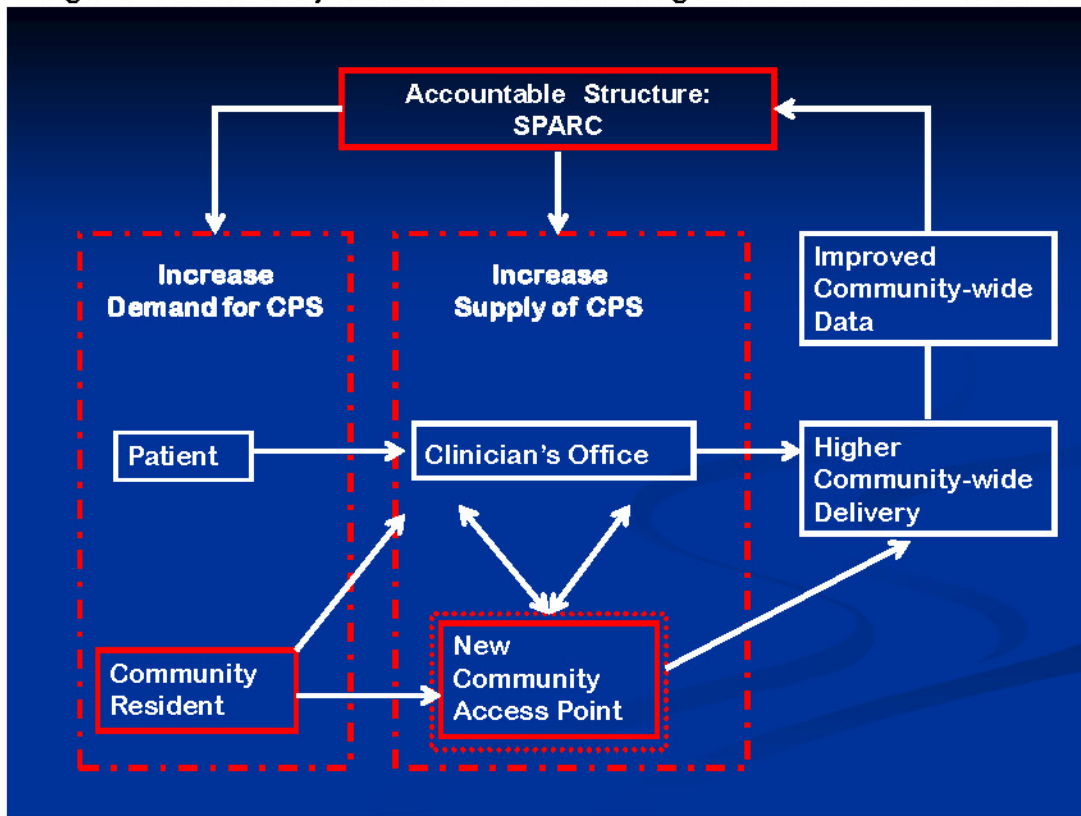 Accountable Structure:
SPARC
Increase
Demand for CPS
Increase
Supply of CPS
Improved
Community-wide
Data
Patient
Clinician's Office
Higher
Community-wide
Delivery
Community
Resident
New
Community
Access Point